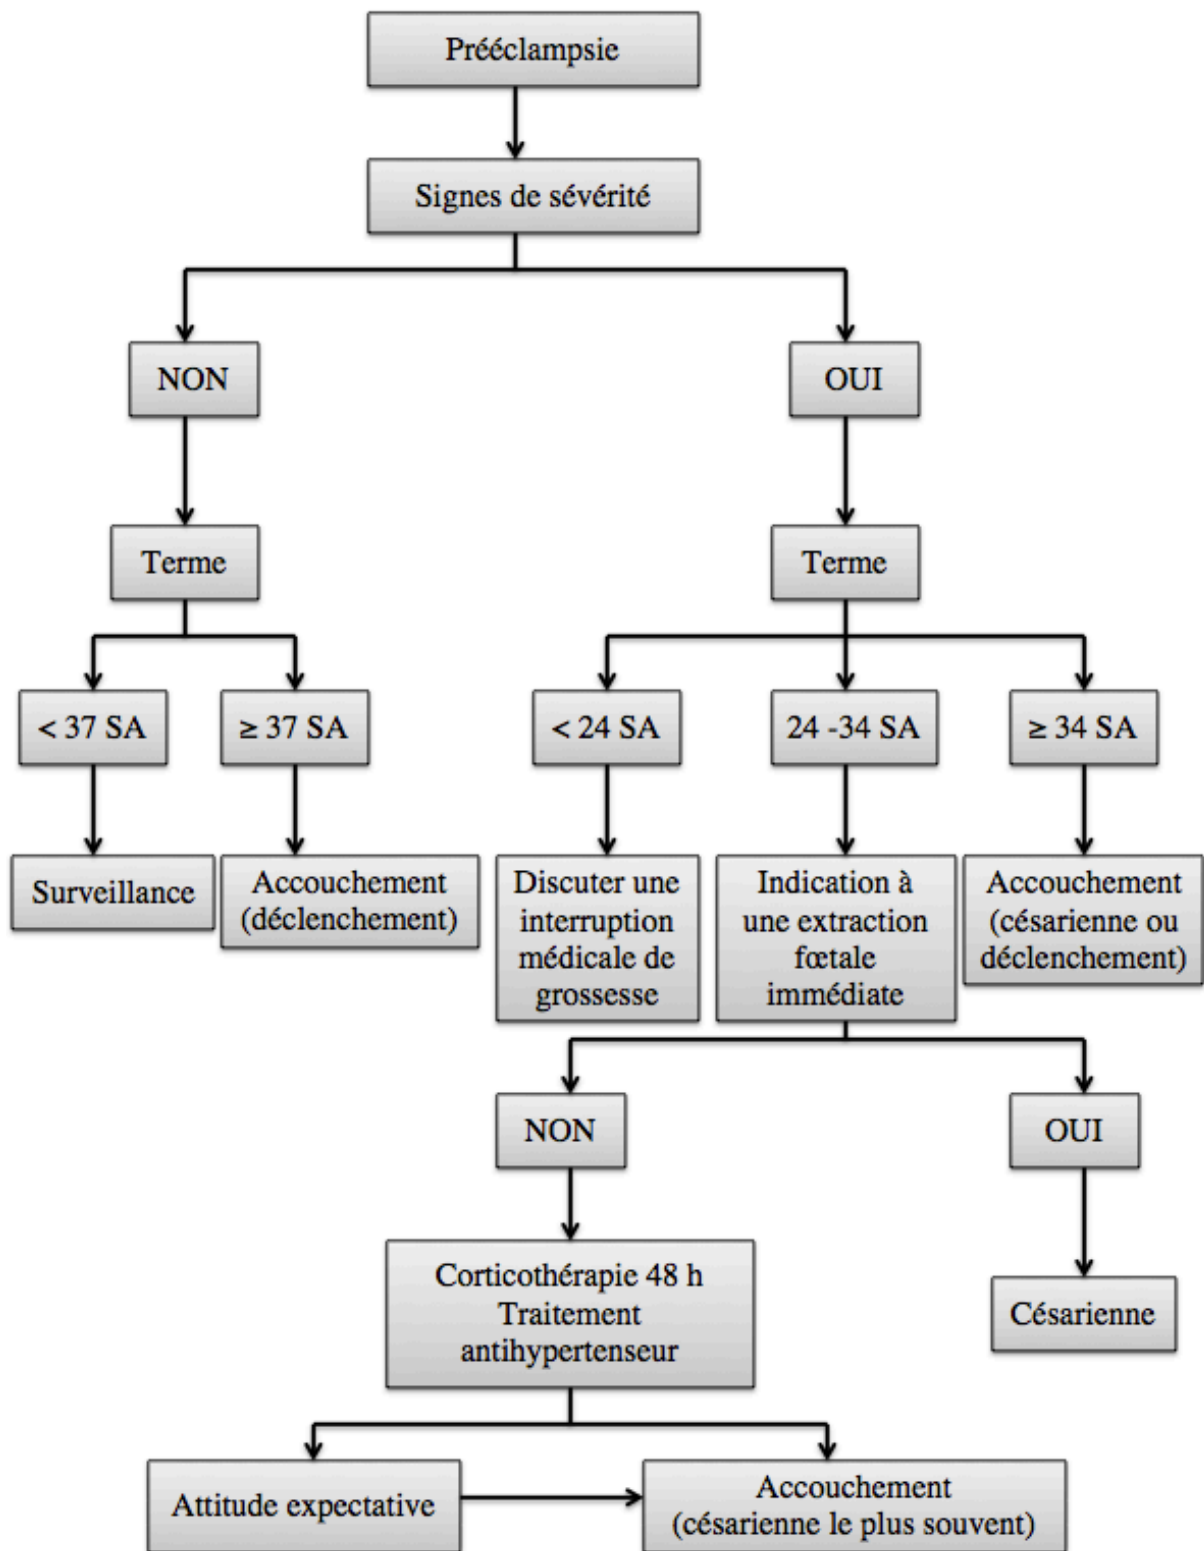 Prééclampsie
Signes de sévérité
NON
OUI
Terme
Terme
< 37 SA
≥ 37 SA
< 24 SA
24 -34 SA
≥ 34 SA
Surveillance
Accouchement
(déclenchement)
Discuter une
interruption
médicale de
grossesse
Indication à
une extraction
fœtale
immédiate
Accouchement
(césarienne ou
déclenchement)
NON
OUI
Corticothérapie 48 h
Traitement
antihypertenseur
Césarienne
Attitude expectative
Accouchement
(césarienne le plus souvent)